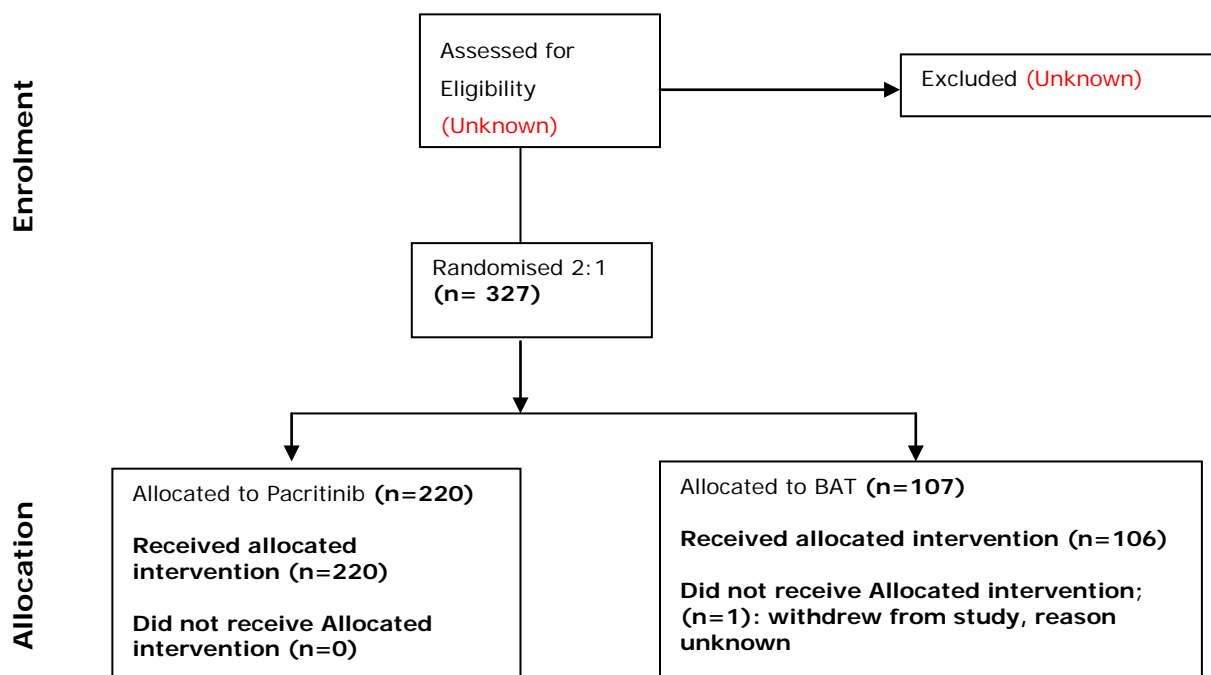 Enrolment
Assessed for
Eligibility
(Unknown)
Excluded (Unknown)
Randomised 2:1
(n= 327)
Allocation
Allocated to Pacritinib (n=220)
Received allocated
intervention (n=220)
Did not receive Allocated
intervention (n=0)
Allocated to BAT (n=107)
Received allocated intervention (n=106)
Did not receive Allocated intervention;
(n=1): withdrew from study, reason
unknown